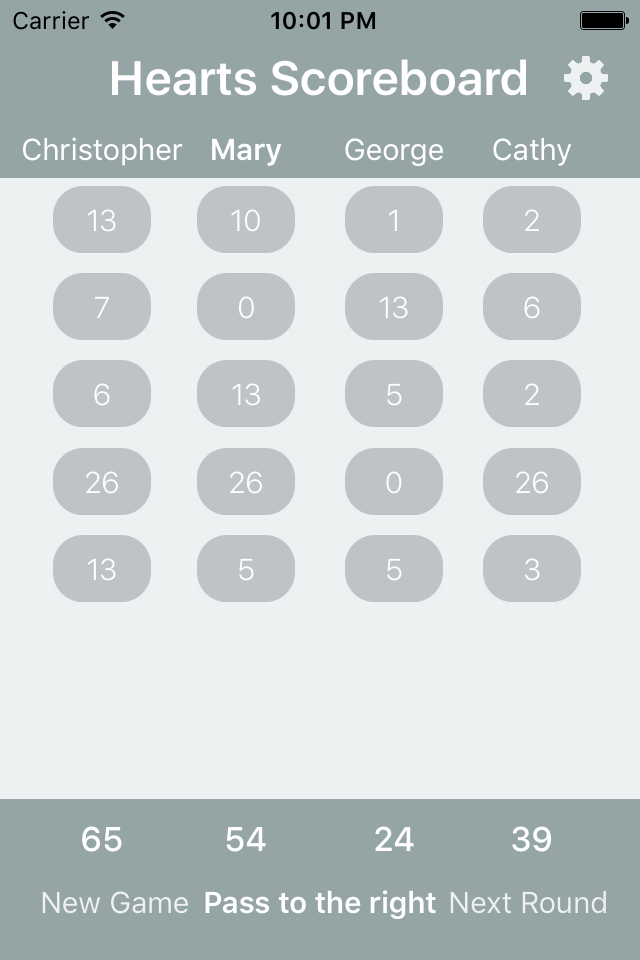 Carrier 10:01 PM
Hearts Scoreboard
Christopher Mary George Cathy
13 10 1 2
7 0 13 6
6 13 5 2
26 26 0 26
13 5 5 3
65 54 24 39
New Game Pass to the right Next Round